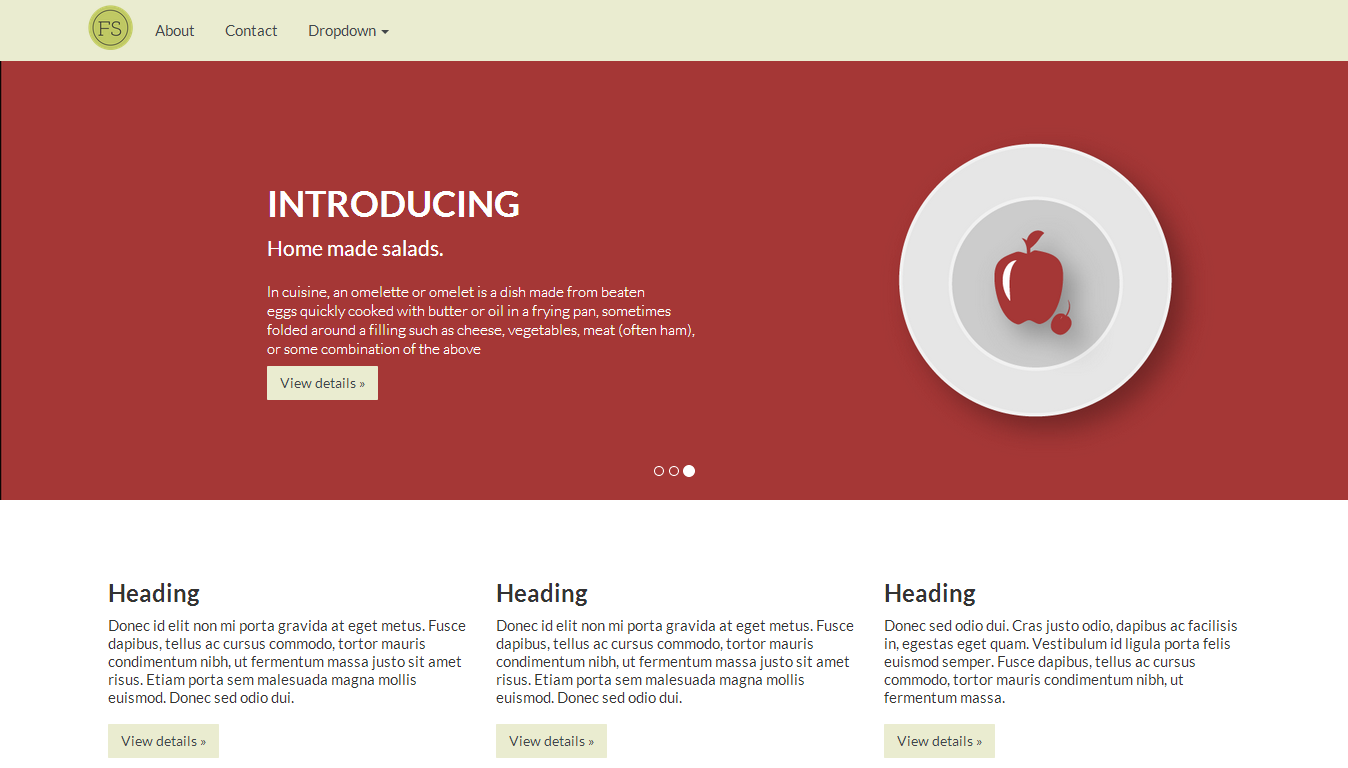 FS
About
Contact
Dropdown
INTRODUCING
Home made salads.
In cuisine, an omelette or omelet is a dish made from beaten
eggs quickly cooked with butter or oil in a frying pan, sometimes
folded around a filling such as cheese, vegetables, meat (often ham),
or some combination of the above
View details »
Heading
Donec id elit non mi porta gravida at eget metus. Fusce
dapibus, tellus ac cursus commodo, tortor mauris
condimentum nibh, ut fermentum massa justo sit amet
risus. Etiam porta sem malesuada magna mollis
euismod. Donec sed odio dui.
View details »
Heading
Donec id elit non mi porta gravida at eget metus. Fusce
dapibus, tellus ac cursus commodo, tortor mauris
condimentum nibh, ut fermentum massa justo sit amet
risus. Etiam porta sem malesuada magna mollis
euismod. Donec sed odio dui.
View details »
Heading
Donec sed odio dui. Cras justo odio, dapibus ac facilisis
in, egestas eget quam. Vestibulum id ligula porta felis
euismod semper. Fusce dapibus, tellus ac cursus
commodo, tortor mauris condimentum nibh, ut
fermentum massa.
View details »